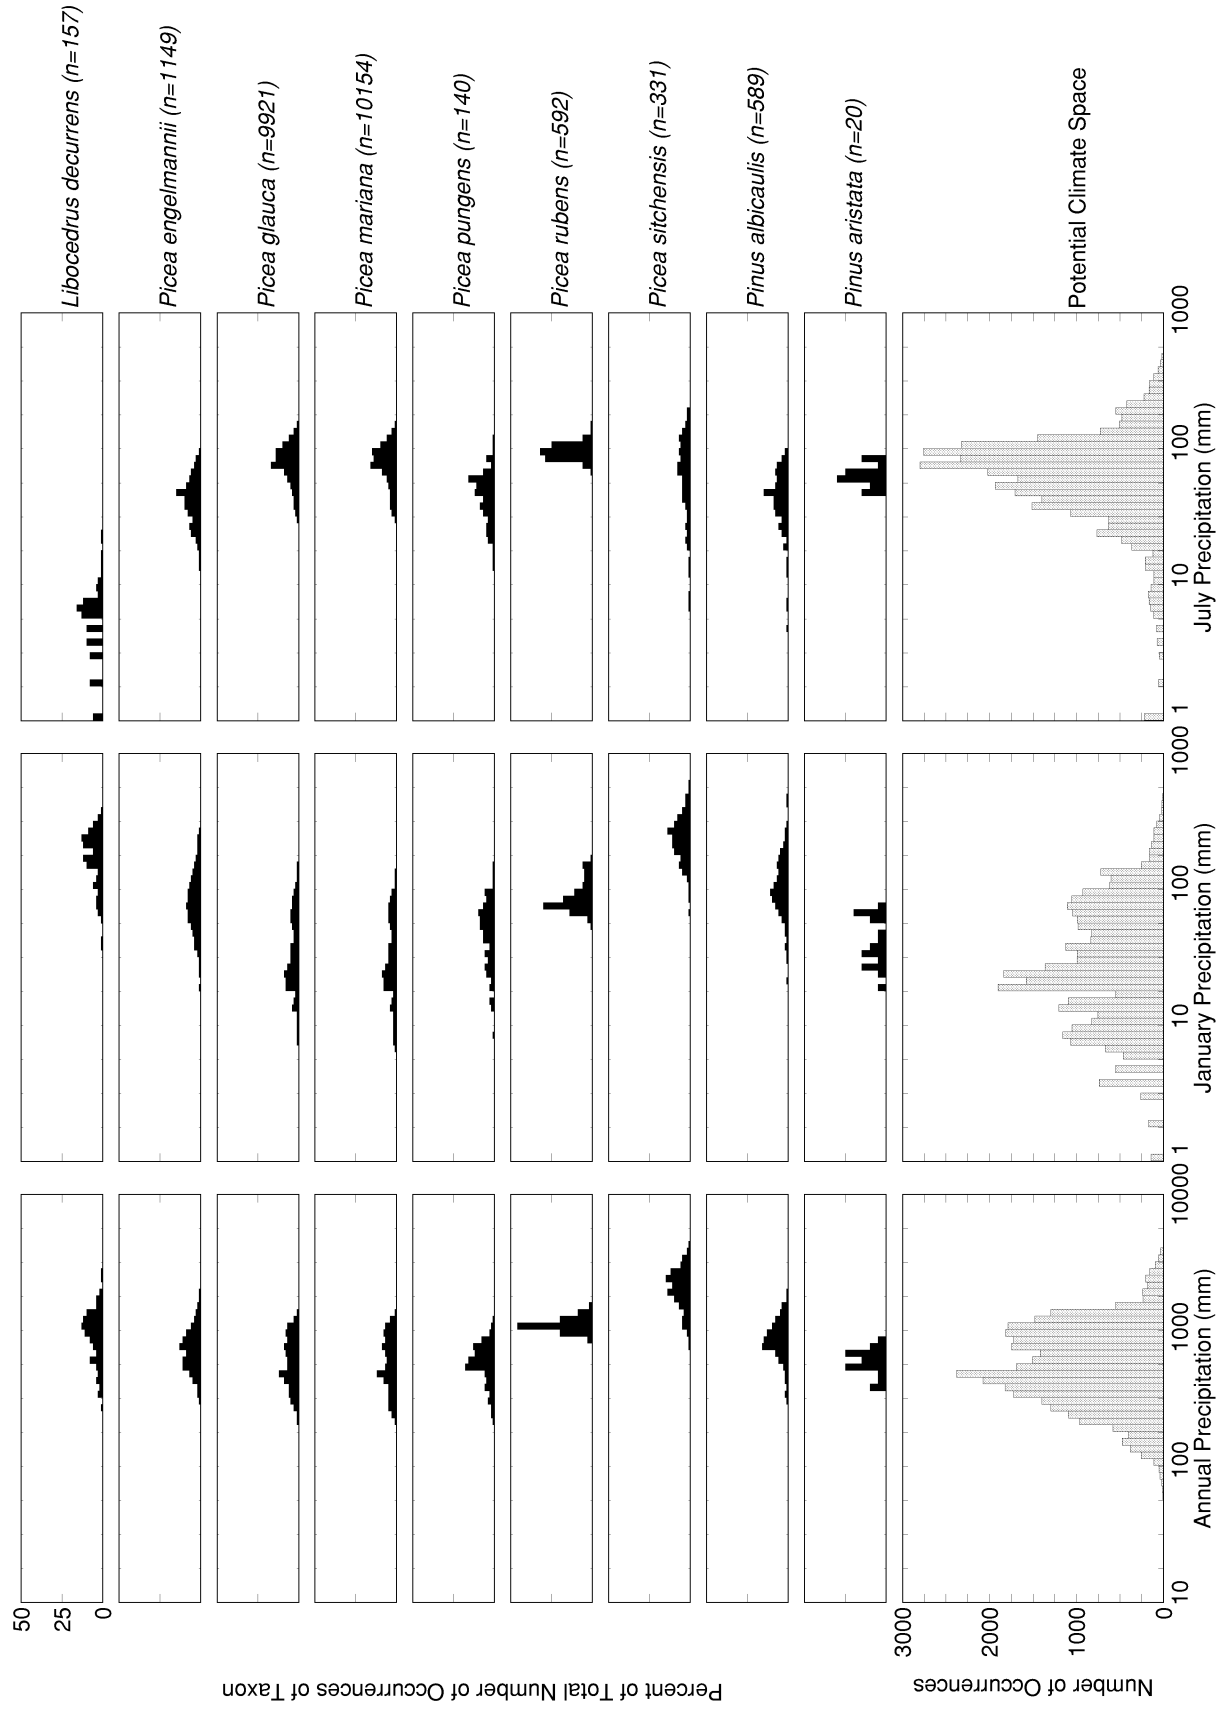 Libocedrus decurrens (n=157)
Picea engelmannii (n=1149)
Picea glauca (n=9921)
Picea mariana (n=10154)
Picea pungens (n=140)
Picea rubens (n=592)
Picea sitchensis (n=331)
Pinus albicaulis (n=589)
Pinus aristata (n=20)
Potential Climate Space
50
25
0
Percent of Total Number of Occurrences of Taxon
3000
2000
1000
0
Number of Occurrences
10
100
1000
10000
Annual Precipitation (mm)
1
10
100
1000
January Precipitation (mm)
1
10
100
1000
July Precipitation (mm)